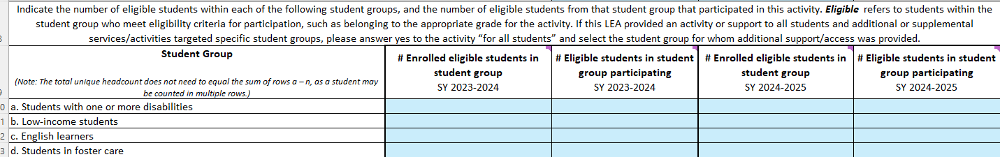 Indicate the number of eligible students within each of the following student groups, and the number of eligible students from that student group that participated in this activity. Eligible refers to students within the
student group who meet eligibility criteria for participation, such as belonging to the appropriate grade for the activity. If this LEA provided an activity or support to all students and additional or supplemental
services/activities targeted specific student groups, please answer yes to the activity “for all students” and select the student group for whom additional support/access was provided.
Student Group
(Note: The total unique headcount does not need to equal the sum of rows a – n, as a student may
be counted in multiple rows.)
# Enrolled eligible students in
student group
SY 2023-2024
# Eligible students in student
group participating
SY 2023-2024
# Enrolled eligible students in
student group
SY 2024-2025
# Eligible students in student
group participating
SY 2024-2025
0 a. Students with one or more disabilities
1 b. Low-income students
2 c. English learners
3 d. Students in foster care